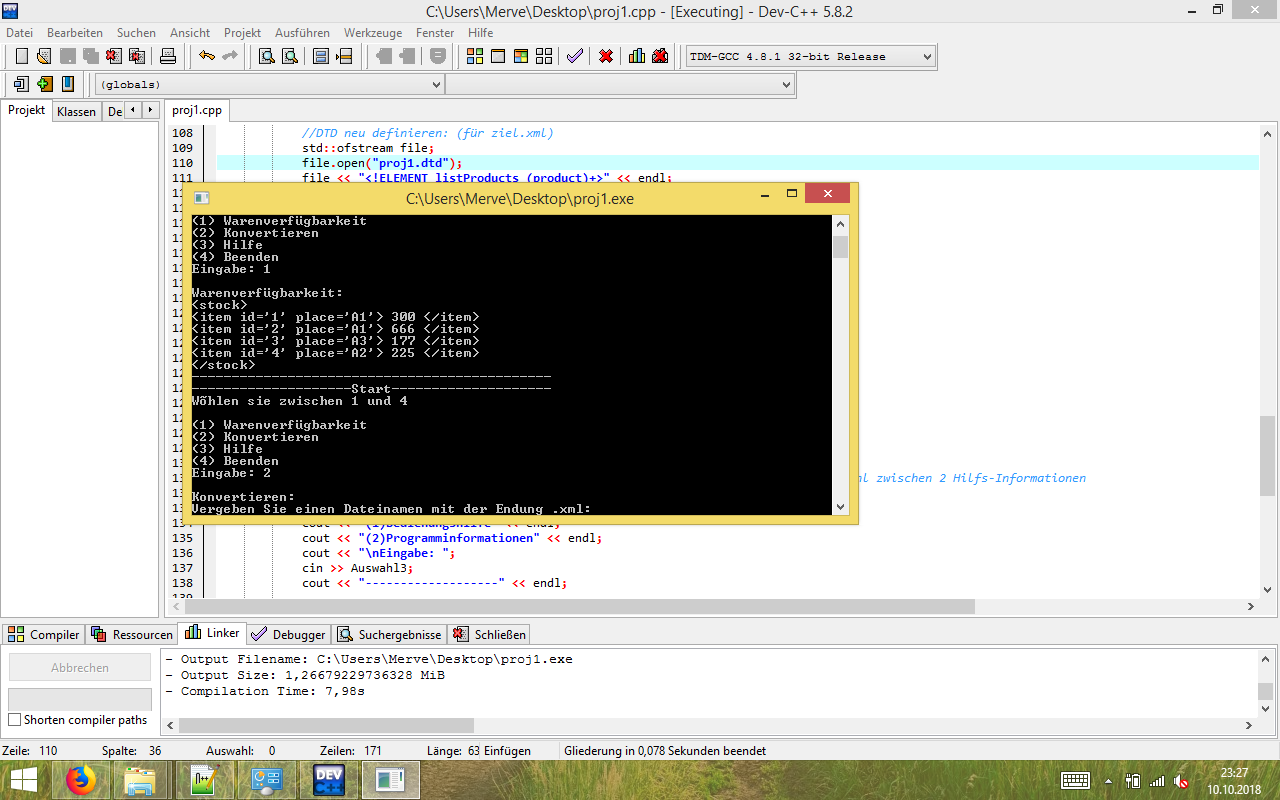 C:\Users\Merve\Desktop\proj1.cpp - [Executing] - Dev-C++ 5.8.2
Datei Bearbeiten Suchen Ansicht Projekt Ausführen Werkzeuge Fenster Hilfe
TDM-GCC 4.8.1 32-bit Release
(globals)
Projekt Klassen De
proj1.cpp
108 //DTD neu definieren: (für ziel.xml)
109 std::ofstream file;
110 file.open("proj1.dtd");
111 file << "<!ELEMENT listProducts (product)+>" << endl;
C:\Users\Merve\Desktop\proj1.exe
(1) Warenverfügbarkeit
(2) Konvertieren
(3) Hilfe
(4) Beenden
Eingabe: 1
Warenverfügbarkeit:
<stock>
<item id='1' place='A1'> 300 </item>
<item id='2' place='A1'> 666 </item>
<item id='3' place='A3'> 177 </item>
<item id='4' place='A2'> 225 </item>
</stock>
---------------------------------------------
--------------------Start--------------------
Wõhlen sie zwischen 1 und 4
(1) Warenverfügbarkeit
(2) Konvertieren
(3) Hilfe
(4) Beenden
Eingabe: 2
Konvertieren:
Vergeben Sie einen Dateinamen mit der Endung .xml:
hl zwischen 2 Hilfs-Informationen
134 cout << "(1)Bedienungshilfe" << endl;
135 cout << "(2)Programminformationen" << endl;
136 cout << "\nEingabe: ";
137 cin >> Auswahl3;
138 cout << "-------------------" << endl;
139
Compiler Ressourcen Linker Debugger Suchergebnisse Schließen
Abbrechen
Shorten compiler paths
- Output Filename: C:\Users\Merve\Desktop\proj1.exe
- Output Size: 1,26679229736328 MiB
- Compilation Time: 7,98s
Zeile: 110 Spalte: 36 Auswahl: 0 Zeilen: 171 Länge: 63 Einfügen Gliederung in 0,078 Sekunden beendet
DEV C++
23:27
10.10.2018